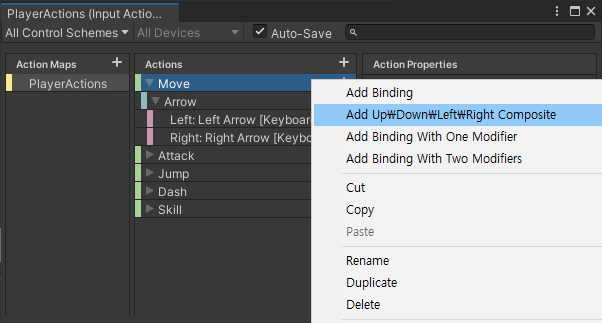 PlayerActions (Input Actio...
All Control Schemes
All Devices
Auto-Save
Action Maps
+
Actions
+
Action Properties
PlayerActions
Move
Arrow
Left: Left Arrow [Keyboar
Right: Right Arrow [Keybo
Attack
Jump
Dash
Skill
Add Binding
Add Up₩Down₩Left₩Right Composite
Add Binding With One Modifier
Add Binding With Two Modifiers
Cut
Copy
Paste
Rename
Duplicate
Delete